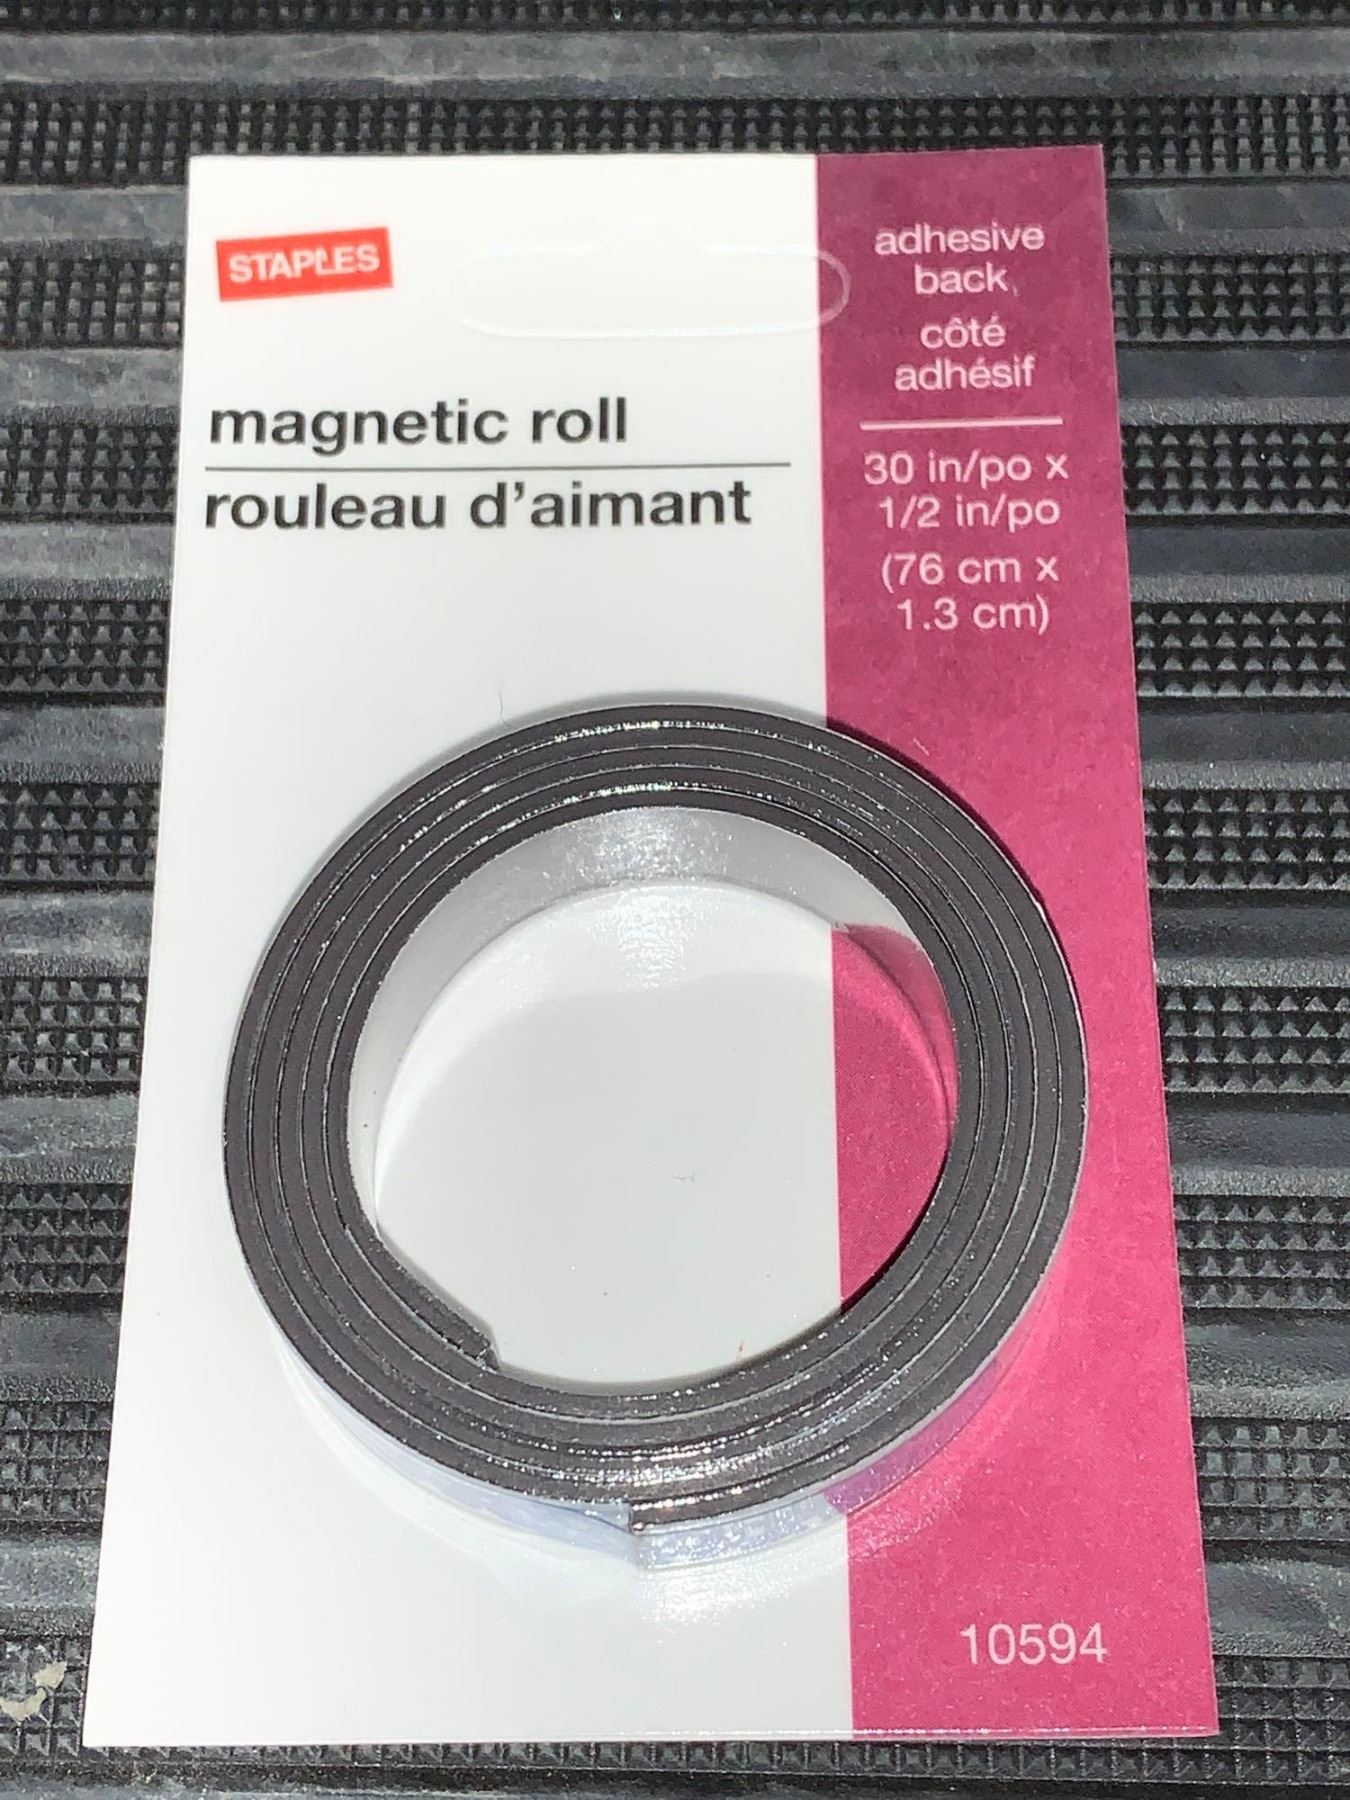 STAPLES
magnetic roll
rouleau d'aimant
adhesive
back
côté
adhésif
30 in/po x
1/2 in/po
(76 cm x
1.3 cm)
10594